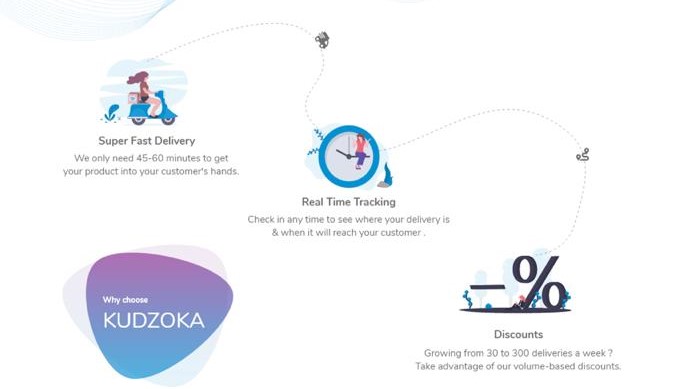 Super Fast Delivery
We only need 45-60 minutes to get
your product into your customer's hands.
Real Time Tracking
Check in any time to see where your delivery is
& when it will reach your customer .
Why choose
KUDZOKA
-%
Discounts
Growing from 30 to 300 deliveries a week ?
Take advantage of our volume-based discounts.